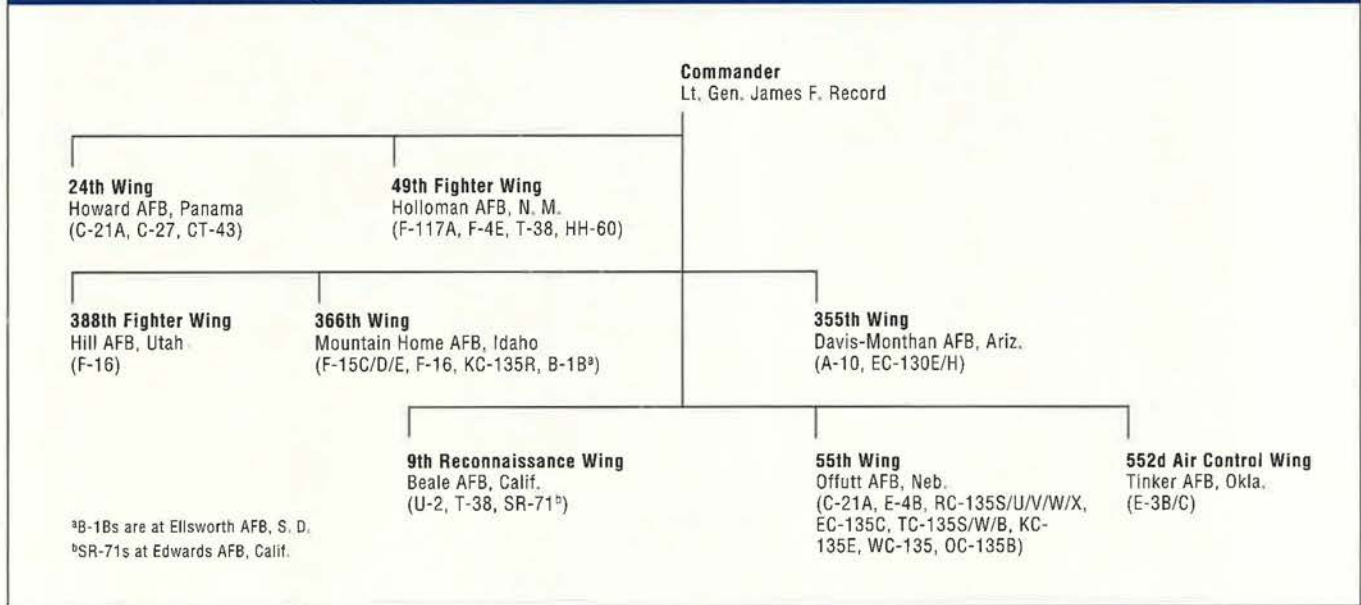 Commander
Lt. Gen. James F. Record
24th Wing
Howard AFB, Panama
(C-21A, C-27, CT-43)
49th Fighter Wing
Holloman AFB, N. M.
(F-117A, F-4E, T-38, HH-60)
388th Fighter Wing
Hill AFB, Utah
(F-16)
366th Wing
Mountain Home AFB, Idaho
(F-15C/D/E, F-16, KC-135R, B-1Bᵃ)
355th Wing
Davis-Monthan AFB, Ariz.
(A-10, EC-130E/H)
9th Reconnaissance Wing
Beale AFB, Calif.
(U-2, T-38, SR-71ᵇ)
55th Wing
Offutt AFB, Neb.
(C-21A, E-4B, RC-135S/U/V/W/X,
EC-135C, TC-135S/W/B, KC-
135E, WC-135, OC-135B)
552d Air Control Wing
Tinker AFB, Okla.
(E-3B/C)
ᵃB-1Bs are at Ellsworth AFB, S. D.
ᵇSR-71s at Edwards AFB, Calif.